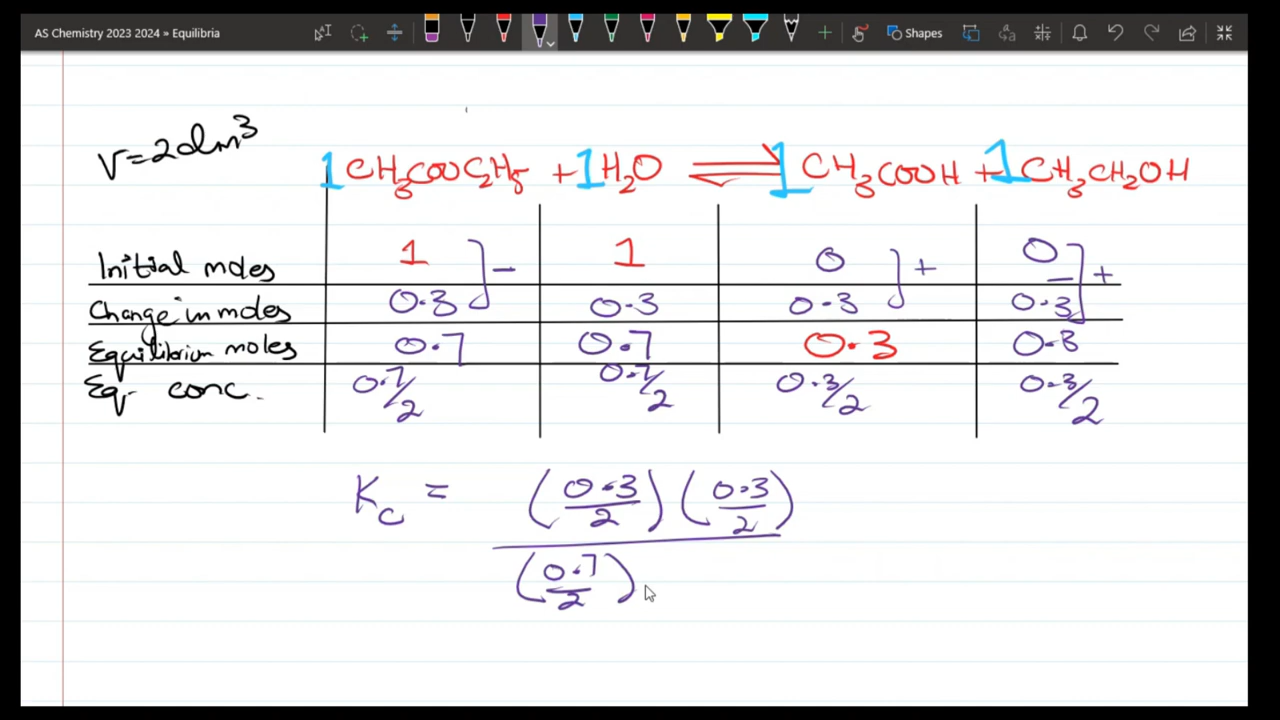 AS Chemistry 2023 2024 » Equilibria
Shapes
V=2dm³
1CH₃COOC₂H₅ + 1H₂O ⇌ 1CH₃COOH + 1CH₃CH₂OH
Initial moles 1 ] − 1 0 ] + 0 ] +
Change in moles 0.3 0.3 0.3 0.3
Equilibrium moles 0.7 0.7 0.3 0.3
Eq. conc. 0.7/2 0.7/2 0.3/2 0.3/2
Kc = (0.3/2) (0.3/2)
(0.7/2)